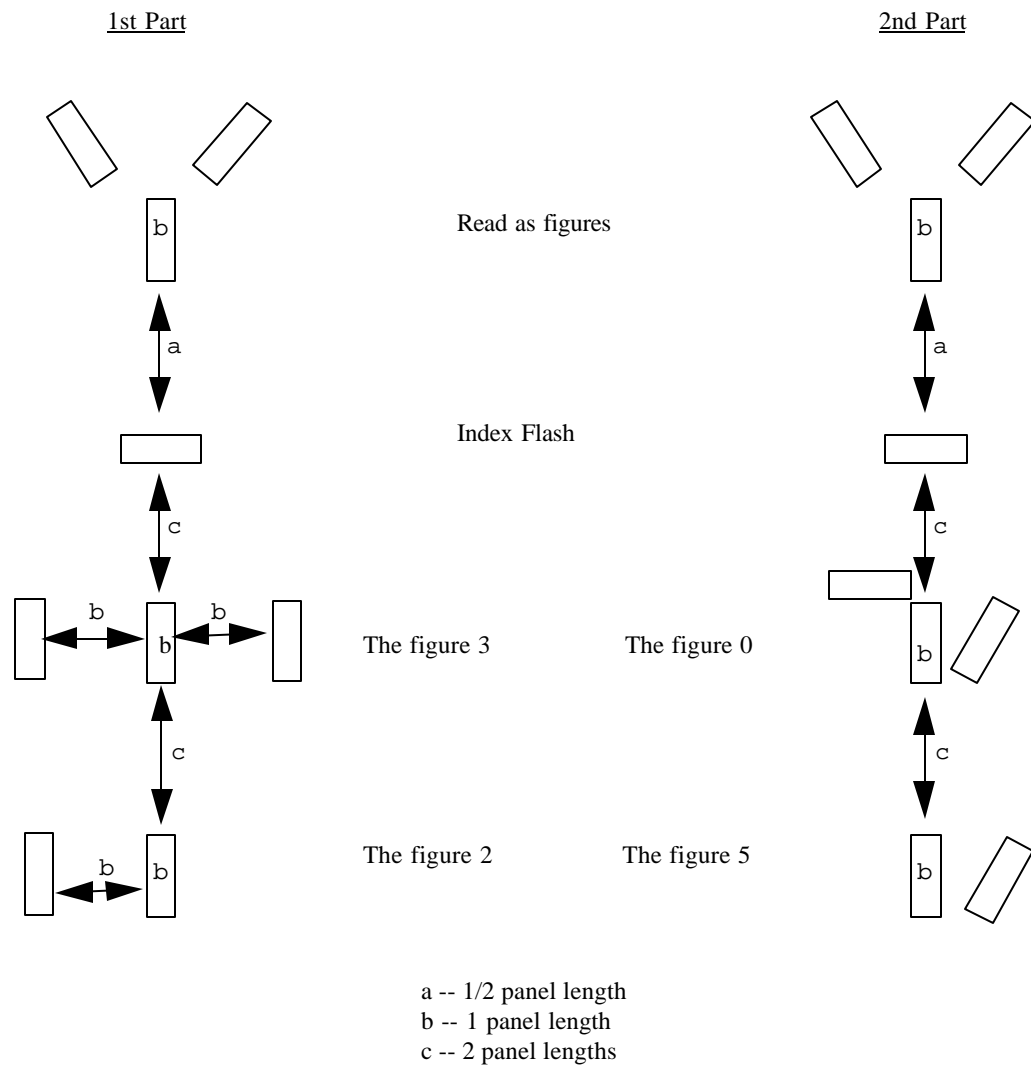 1st Part 2nd Part
b Read as figures b
a a
Index Flash
c c
b b
b The figure 3 The figure 0 b
c c
b b The figure 2 The figure 5 b
a -- 1/2 panel length
b -- 1 panel length
c -- 2 panel lengths